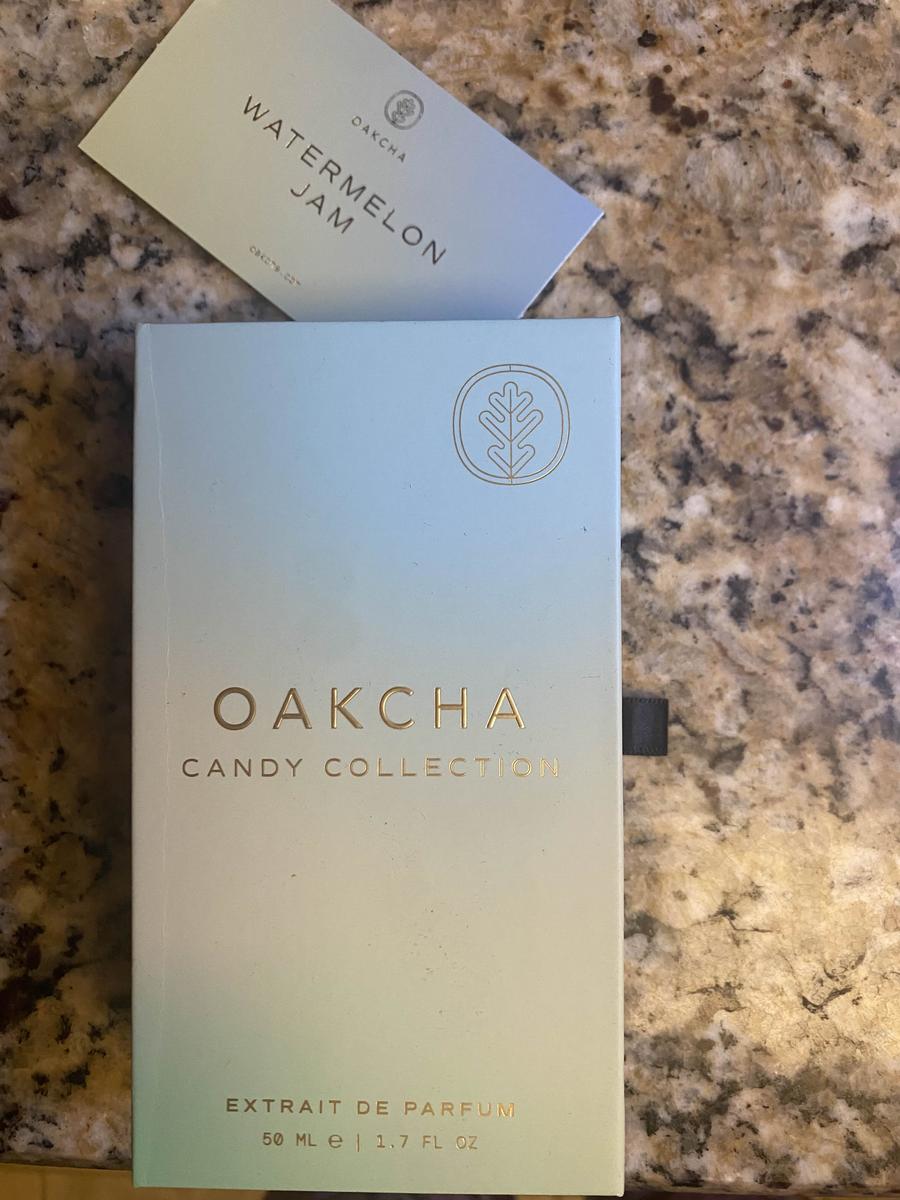 OAKCHA
WATERMELON
JAM
OAKCHA
CANDY COLLECTION
EXTRAIT DE PARFUM
50 ML e | 1.7 FL OZ